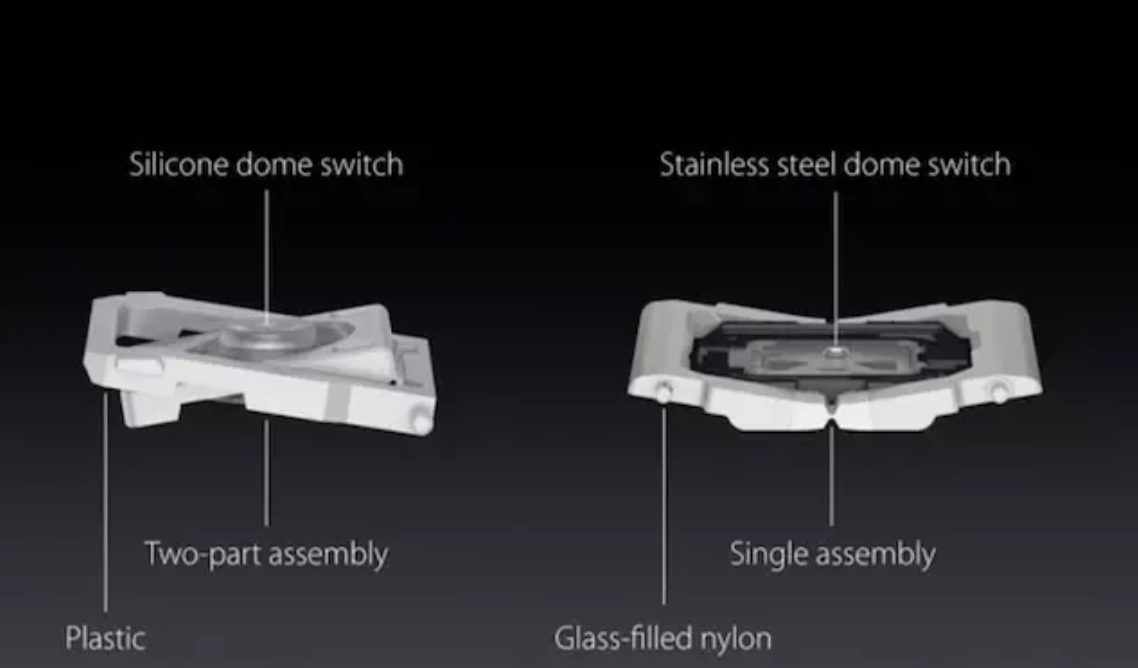 Silicone dome switch
Stainless steel dome switch
Two-part assembly
Single assembly
Plastic
Glass-filled nylon